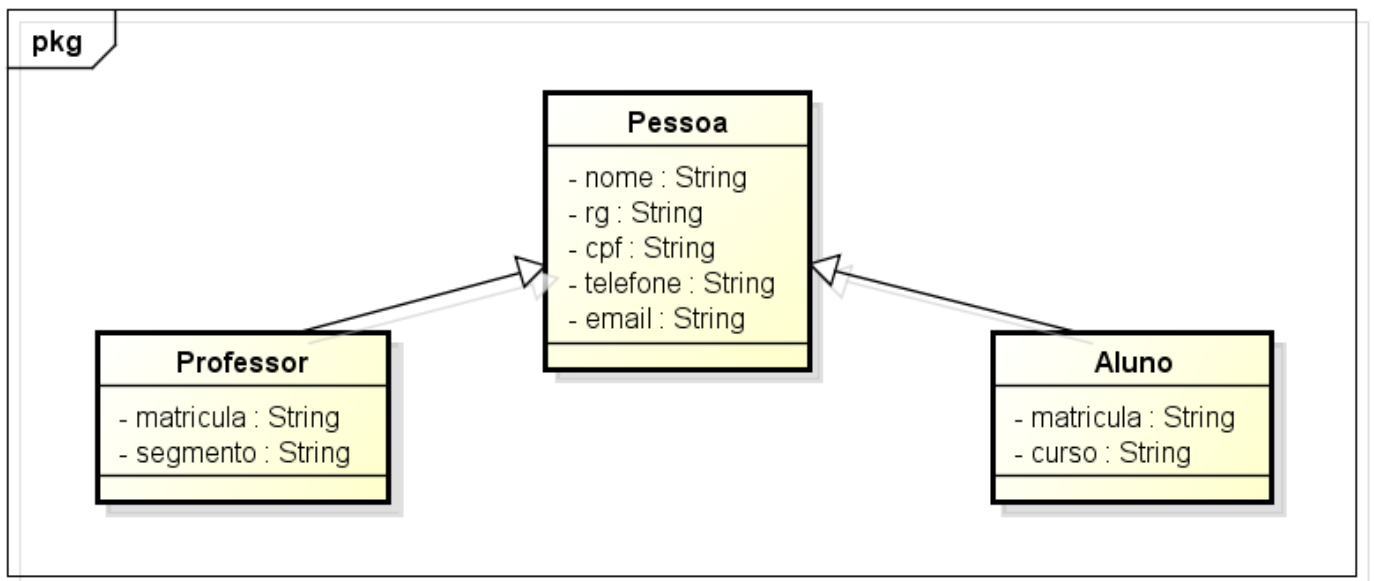 pkg
Pessoa
- nome : String
- rg : String
- cpf : String
- telefone : String
- email : String
Professor
- matricula : String
- segmento : String
Aluno
- matricula : String
- curso : String